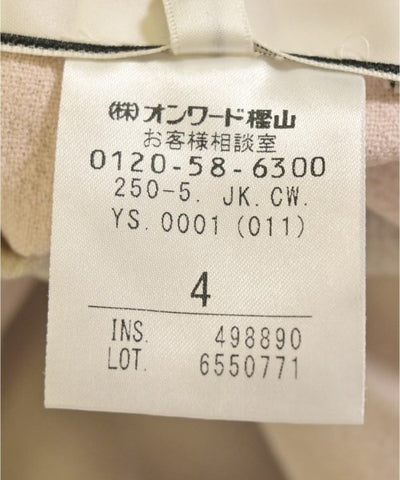 (株)オンワード樫山
お客様相談室
0120-58-6300
250-5. JK.CW.
YS.0001(011)
4
INS. 498890
LOT. 6550771